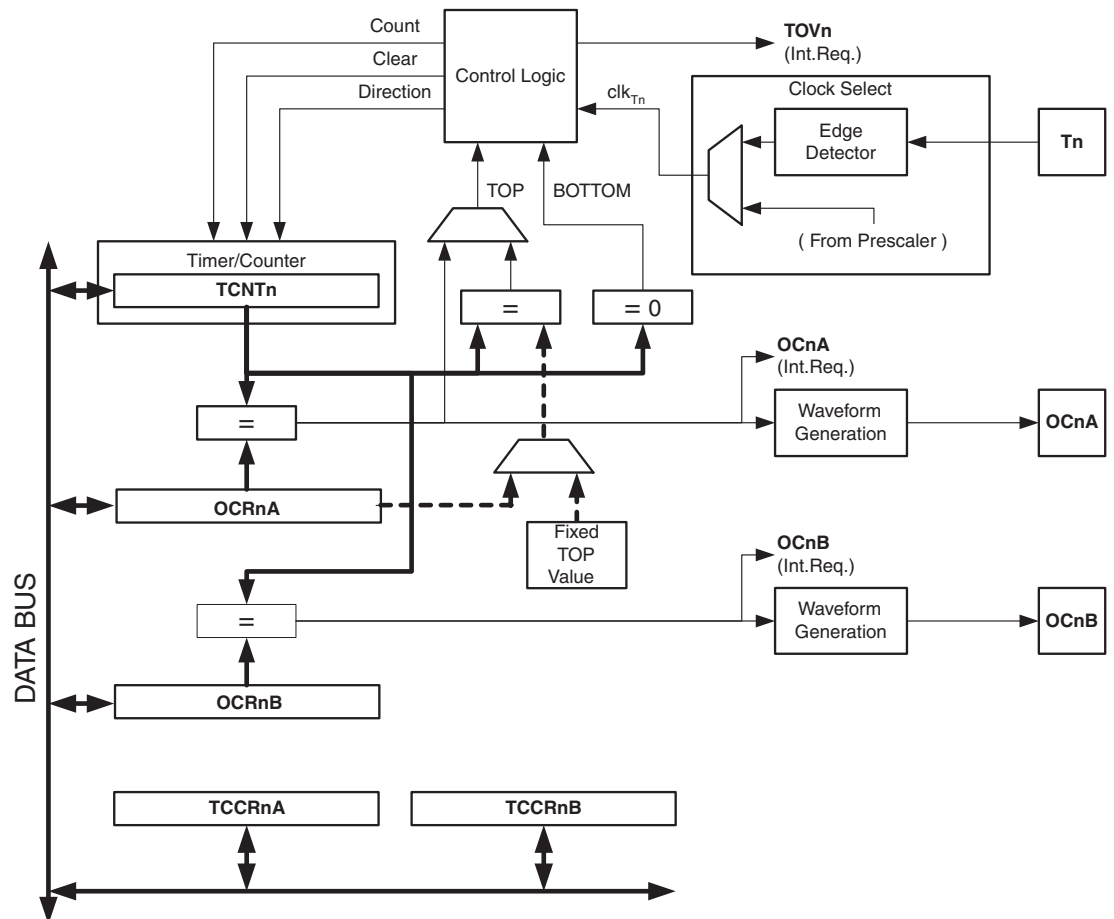 Count
Clear
Direction
Control Logic
TOVn
(Int.Req.)
clkTn
Clock Select
Edge
Detector
Tn
( From Prescaler )
TOP
BOTTOM
Timer/Counter
TCNTn
=
= 0
OCnA
(Int.Req.)
=
Waveform
Generation
OCnA
OCRnA
Fixed
TOP
Value
OCnB
(Int.Req.)
=
Waveform
Generation
OCnB
OCRnB
DATA BUS
TCCRnA
TCCRnB